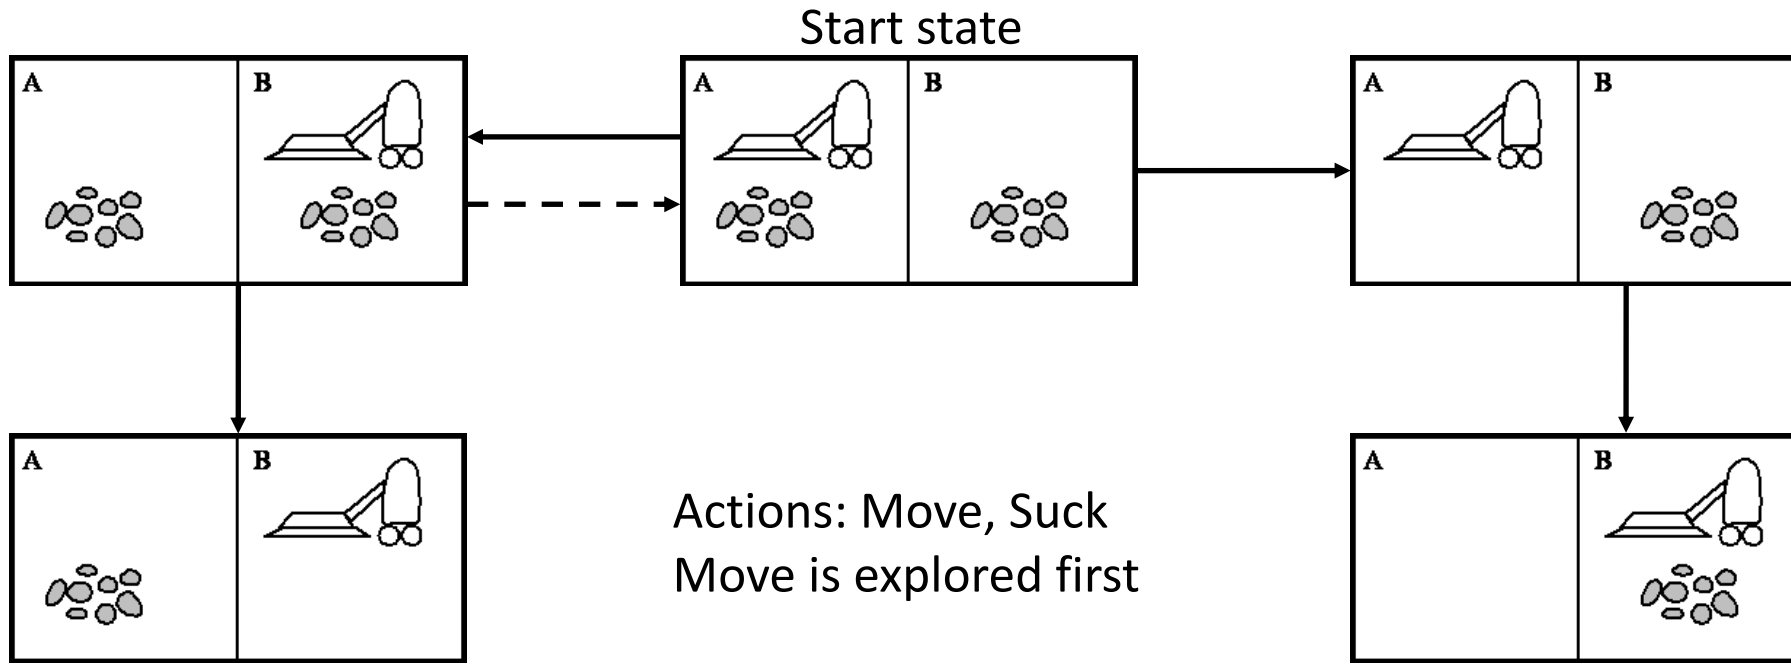 Start state
A B
A B
A B
A B
A B
Actions: Move, Suck
Move is explored first